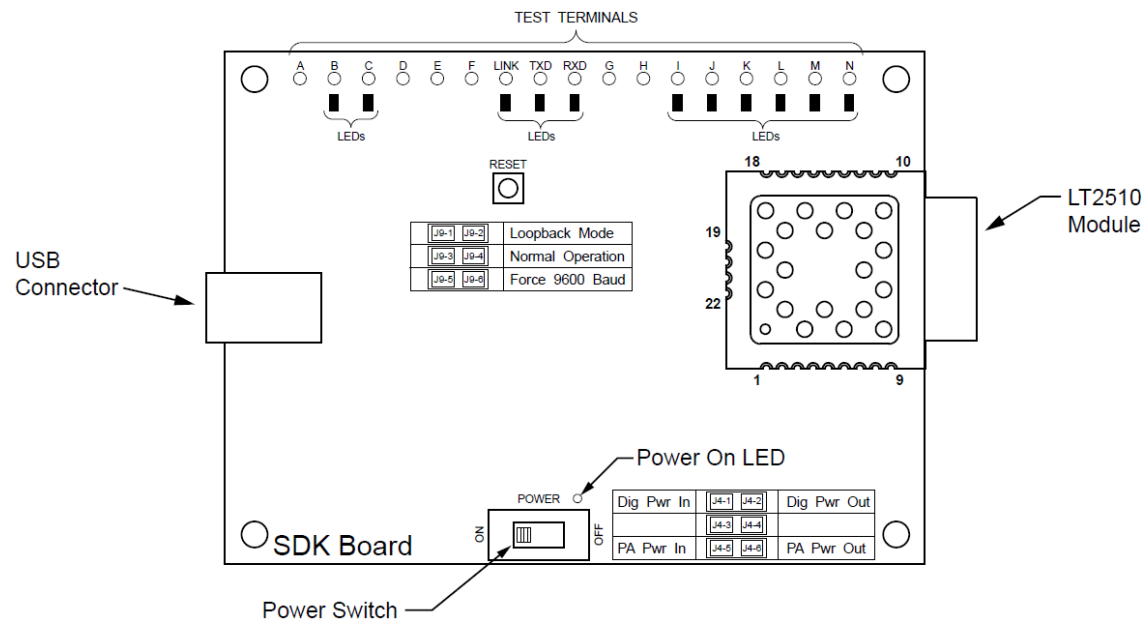 TEST TERMINALS
A B C D E F LINK TXD RXD G H I J K L M N
LEDs LEDs LEDs
RESET
18 10
LT2510
Module
J9-1 J9-2 Loopback Mode
19
J9-3 J9-4 Normal Operation
USB
Connector
J9-5 J9-6 Force 9600 Baud
22
1 9
Power On LED
POWER
Dig Pwr In J4-1 J4-2 Dig Pwr Out
ON OFF
J4-3 J4-4
SDK Board
PA Pwr In J4-5 J4-6 PA Pwr Out
Power Switch